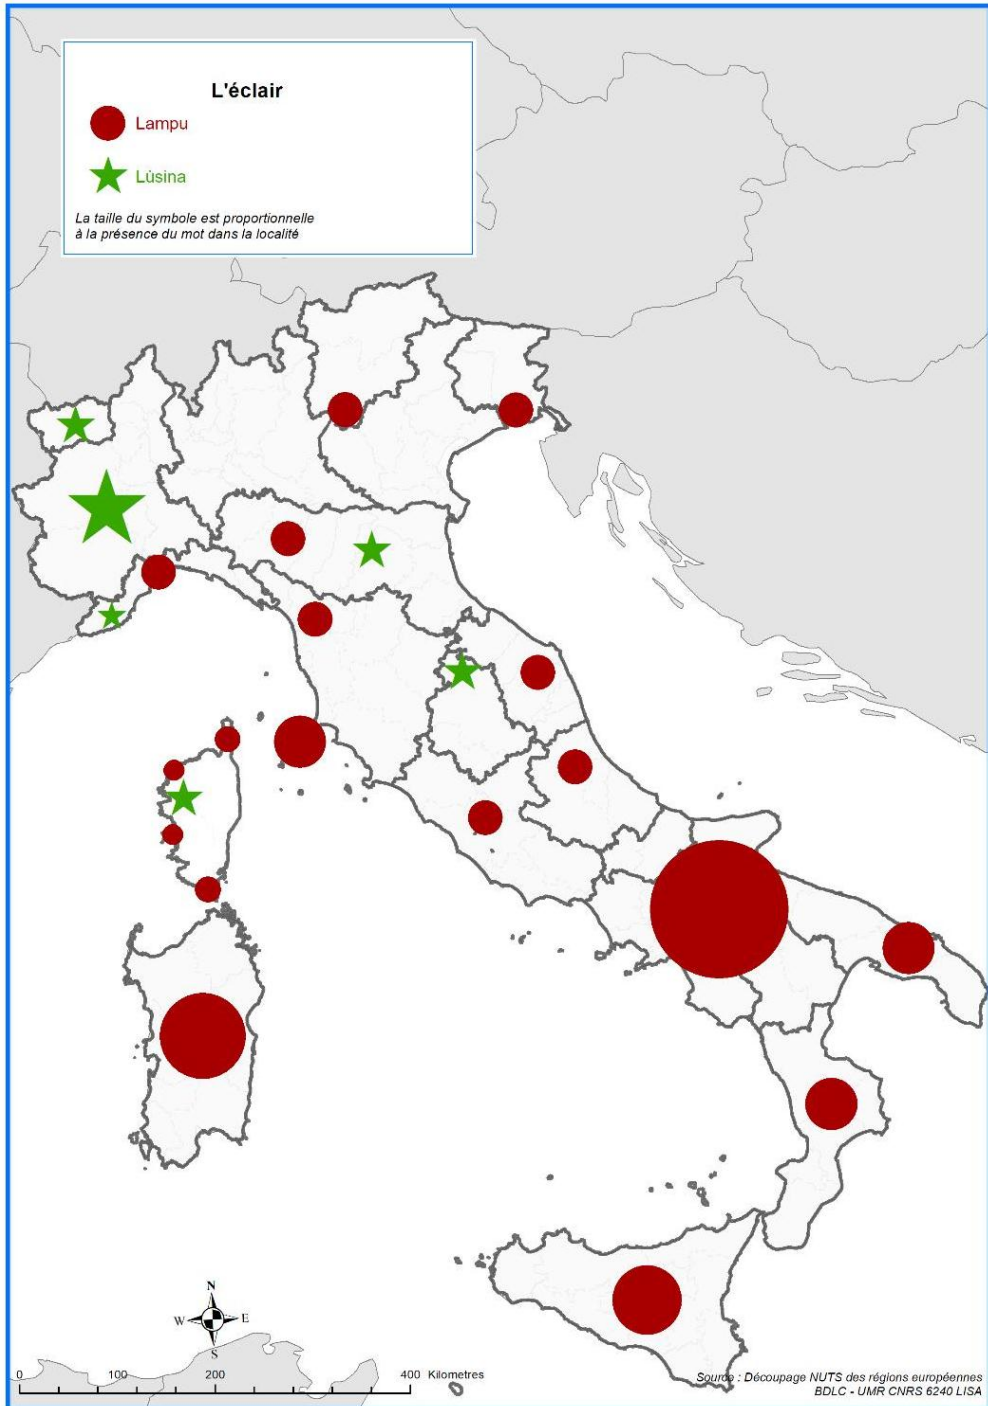 L'éclair
Lampu
Lùsina
La taille du symbole est proportionnelle
à la présence du mot dans la localité
N
W E
S
0 100 200 400 Kilometres
Source : Découpage NUTS des régions européennes
BDLC - UMR CNRS 6240 LISA